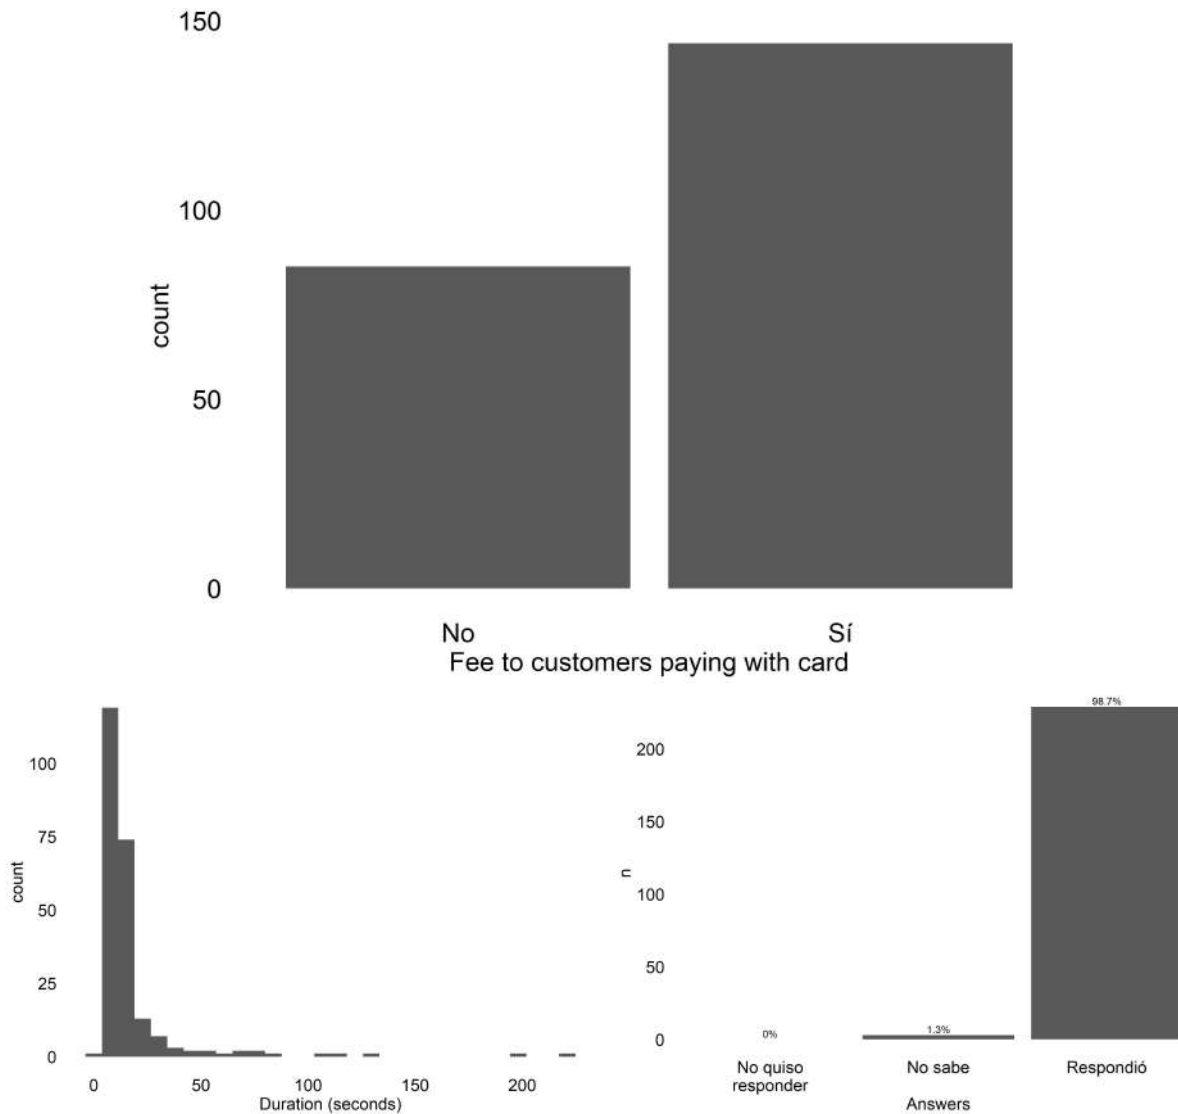 150
100
50
0
count
No
Sí
Fee to customers paying with card
100
75
50
25
0
count
0
50
100
150
200
Duration (seconds)
98.7%
200
150
100
50
0
n
0%
1.3%
No quiso
responder
No sabe
Respondió
Answers